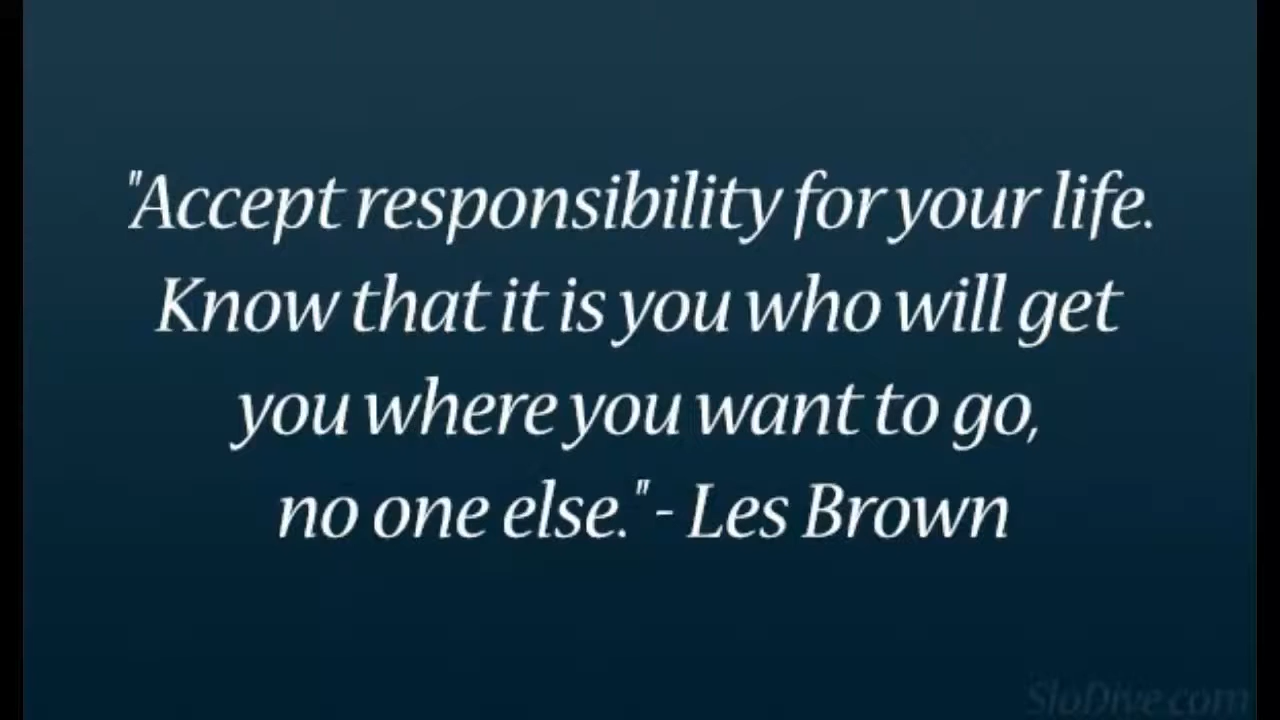 "Accept responsibility for your life.
Know that it is you who will get
you where you want to go,
no one else." - Les Brown
SloDive.com